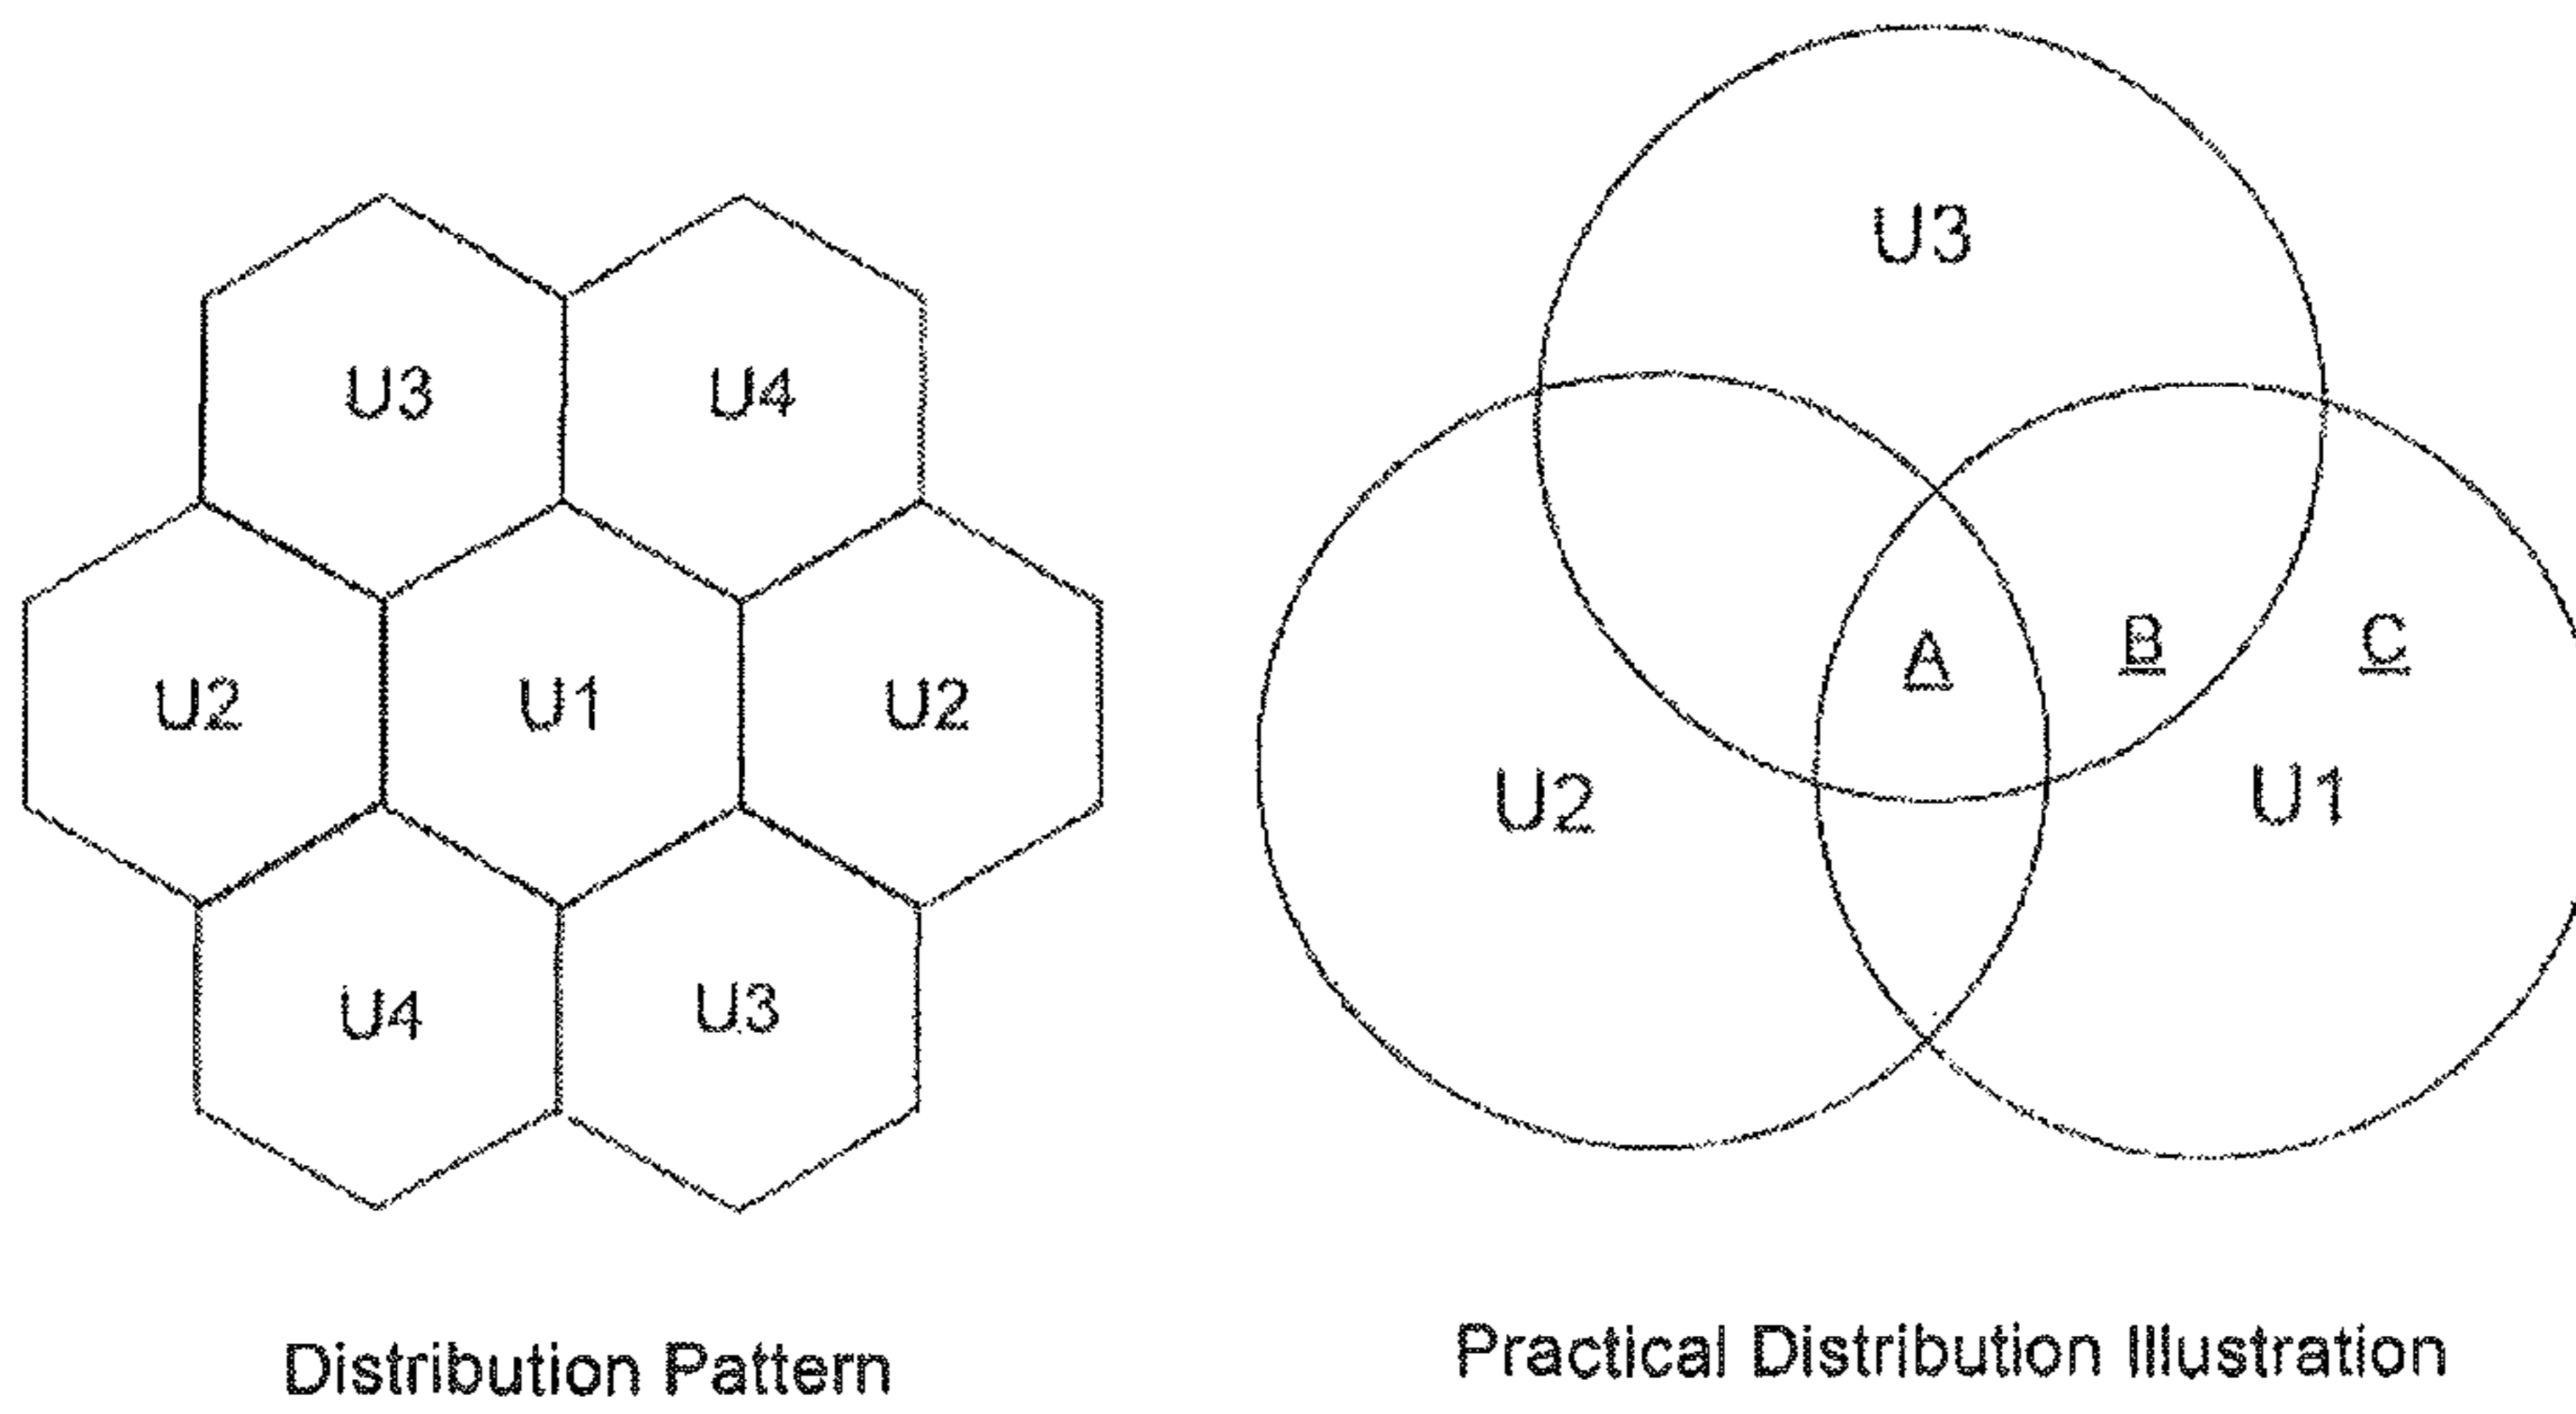 U3 U4
U2 U1 U2
U4 U3
Distribution Pattern
U3
A B C
U2 U1
Practical Distribution Illustration